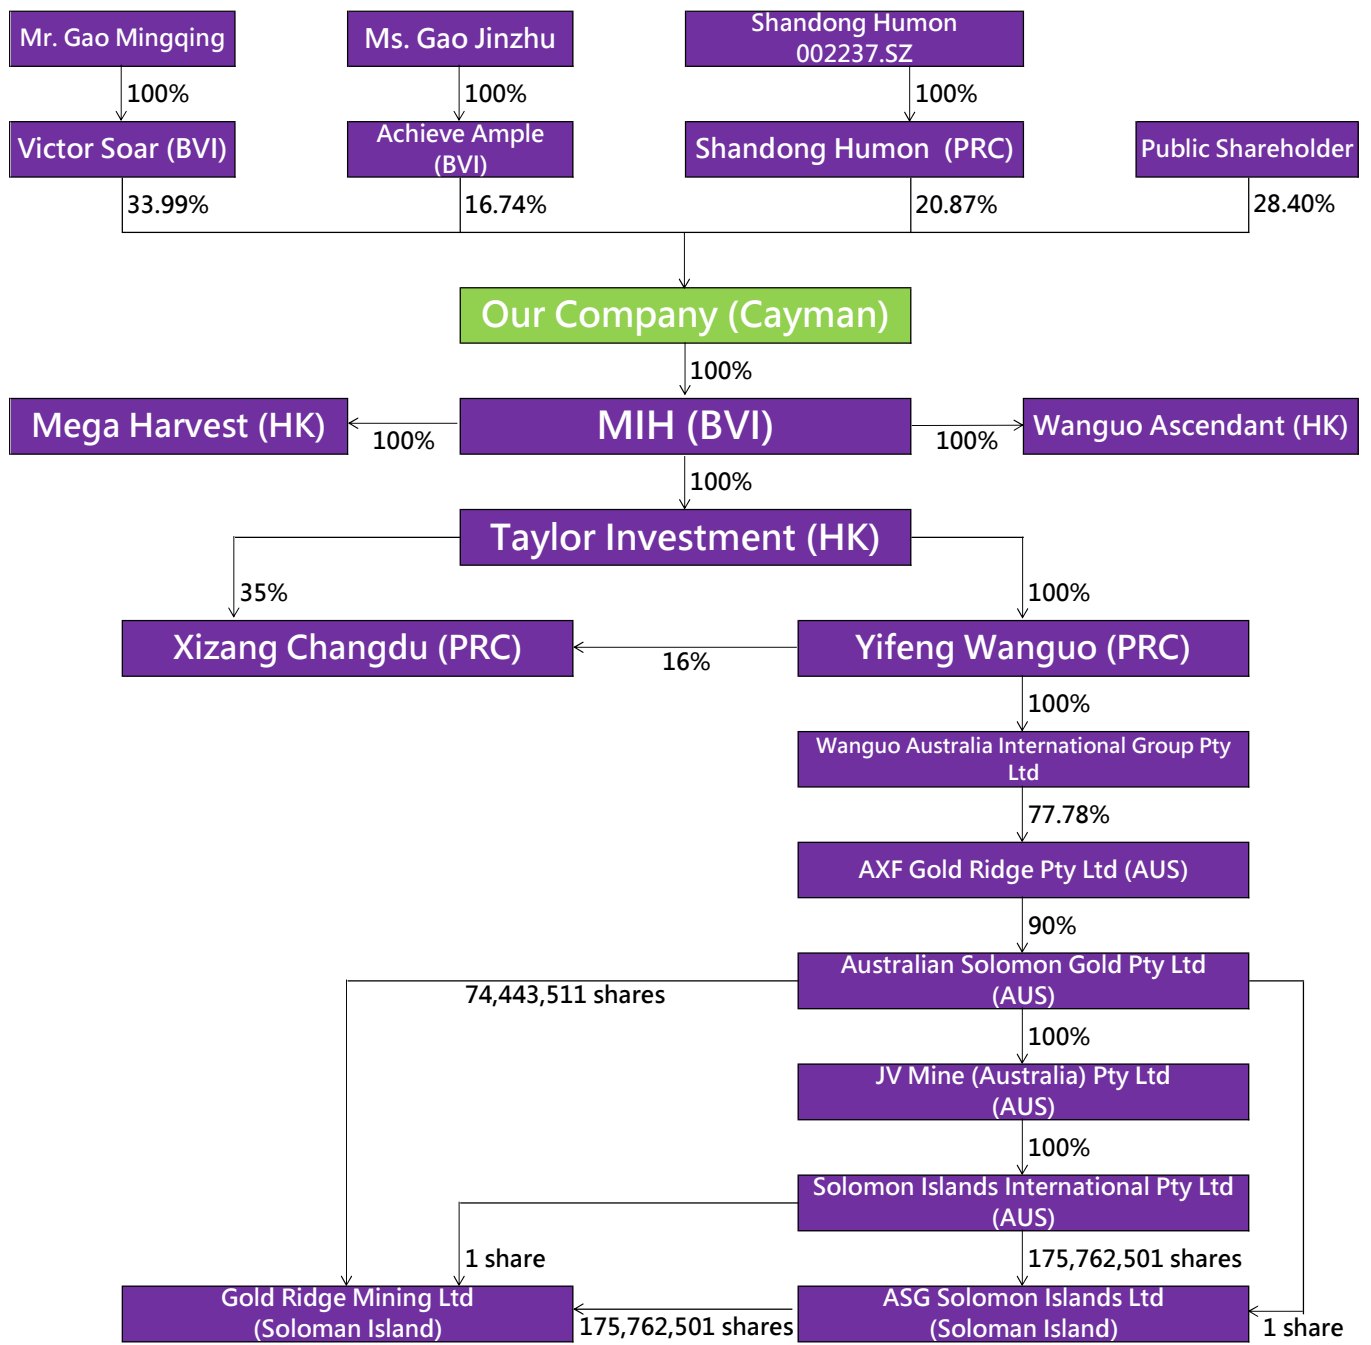 Mr. Gao Mingqing
Ms. Gao Jinzhu
Shandong Humon
002237.SZ
100%
100%
100%
Victor Soar (BVI)
Achieve Ample
(BVI)
Shandong Humon (PRC)
Public Shareholder
33.99%
16.74%
20.87%
28.40%
Our Company (Cayman)
100%
Mega Harvest (HK)
MIH (BVI)
Wanguo Ascendant (HK)
100%
100%
100%
Taylor Investment (HK)
35%
100%
Xizang Changdu (PRC)
Yifeng Wanguo (PRC)
16%
100%
Wanguo Australia International Group Pty
Ltd
77.78%
AXF Gold Ridge Pty Ltd (AUS)
90%
Australian Solomon Gold Pty Ltd
(AUS)
74,443,511 shares
100%
JV Mine (Australia) Pty Ltd
(AUS)
100%
Solomon Islands International Pty Ltd
(AUS)
1 share
175,762,501 shares
Gold Ridge Mining Ltd
(Soloman Island)
ASG Solomon Islands Ltd
(Soloman Island)
175,762,501 shares
1 share